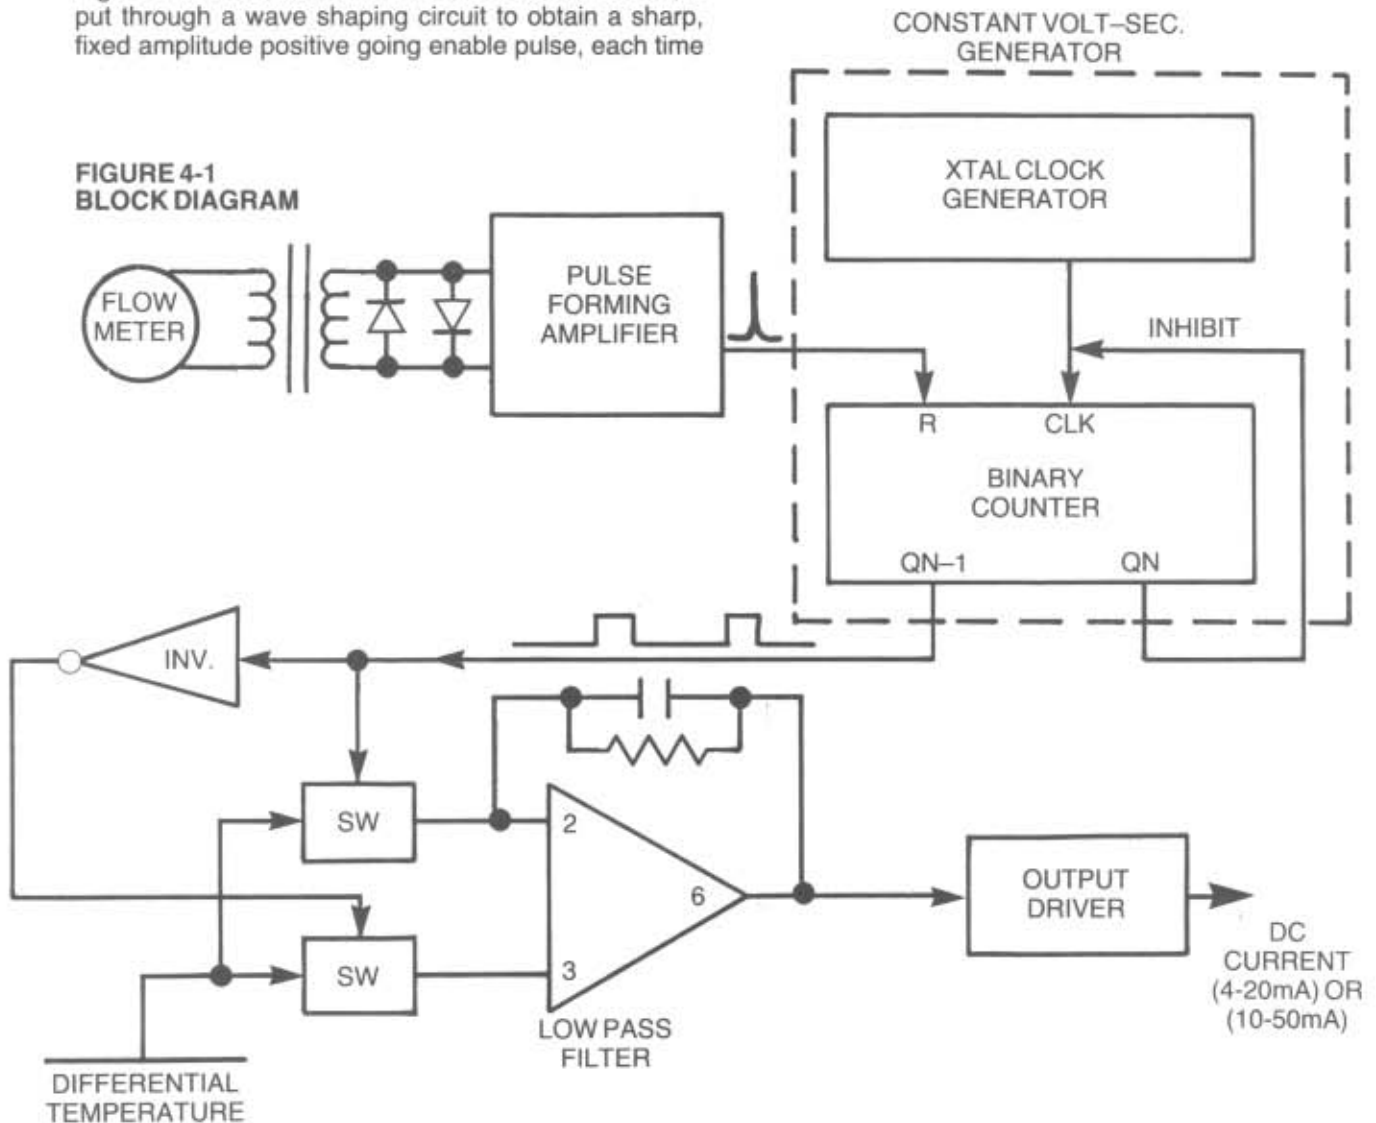 put through a wave shaping circuit to obtain a sharp,
fixed amplitude positive going enable pulse, each time
CONSTANT VOLT–SEC.
GENERATOR
FIGURE 4-1
BLOCK DIAGRAM
XTAL CLOCK
GENERATOR
FLOW
METER
PULSE
FORMING
AMPLIFIER
INHIBIT
R
CLK
BINARY
COUNTER
QN–1
QN
INV.
SW
2
6
SW
3
LOW PASS
FILTER
OUTPUT
DRIVER
DC
CURRENT
(4-20mA) OR
(10-50mA)
DIFFERENTIAL
TEMPERATURE